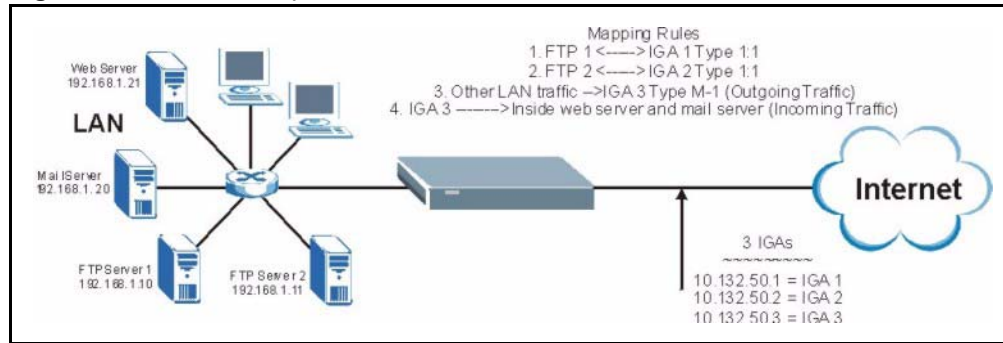 Mapping Rules
1. FTP 1 <------> IGA 1 Type 1:1
2. FTP 2 <------> IGA 2 Type 1:1
3. Other LAN traffic –>IGA 3 Type M-1 (Outgoing Traffic)
4. IGA 3 -------> Inside web server and mail server (Incoming Traffic)
Web Server
192.168.1.21
LAN
Mail Server
192.168.1.20
FTP Server 1
192.168.1.10
FTP Server 2
192.168.1.11
Internet
3 IGAs
~~~~~~~~~
10.132.50.1 = IGA 1
10.132.50.2 = IGA 2
10.132.50.3 = IGA 3